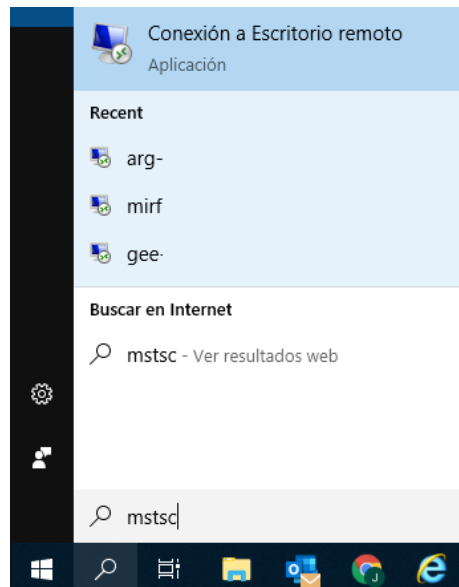 Conexión a Escritorio remoto
Aplicación
Recent
arg-
mirf
gee-
Buscar en Internet
mstsc - Ver resultados web
mstsc